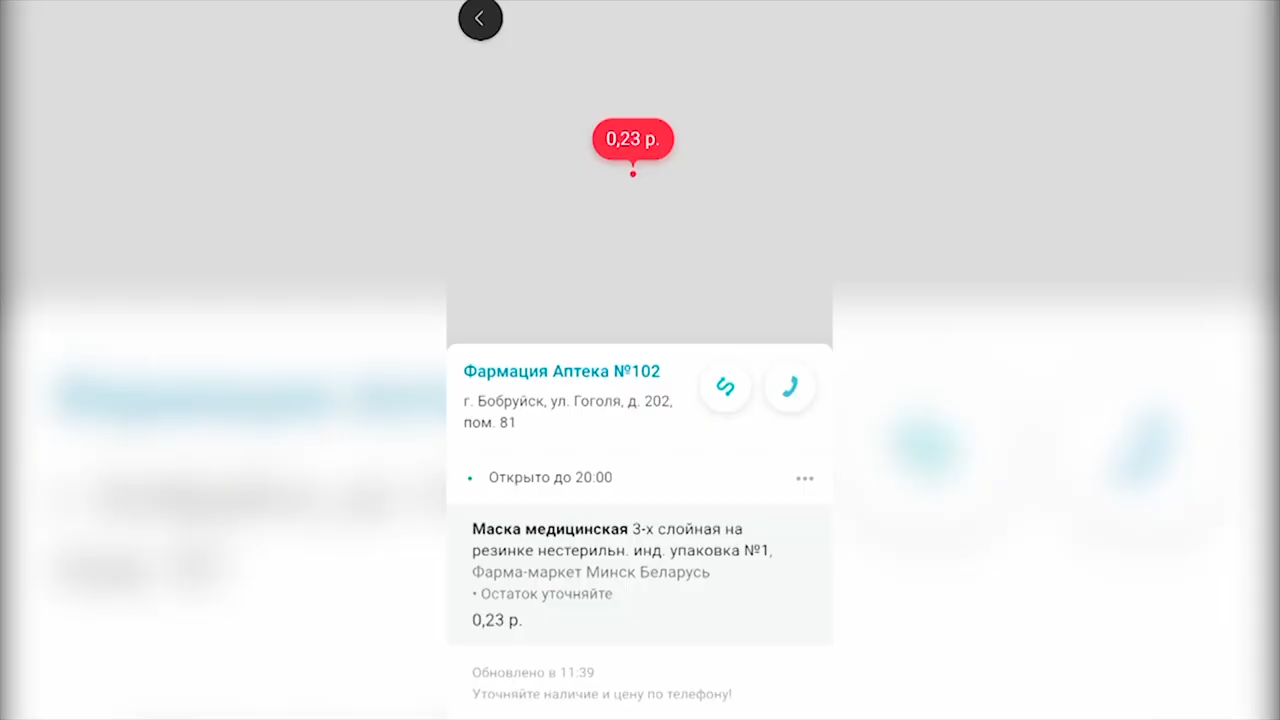 0,23 р.
Фармация Аптека №102
г. Бобруйск, ул. Гоголя, д. 202,
пом. 81
Открыто до 20:00
Маска медицинская 3-х слойная на
резинке нестерильн. инд. упаковка №1,
Фарма-маркет Минск Беларусь
• Остаток уточняйте
0,23 р.
Обновлено в 11:39
Уточняйте наличие и цену по телефону!